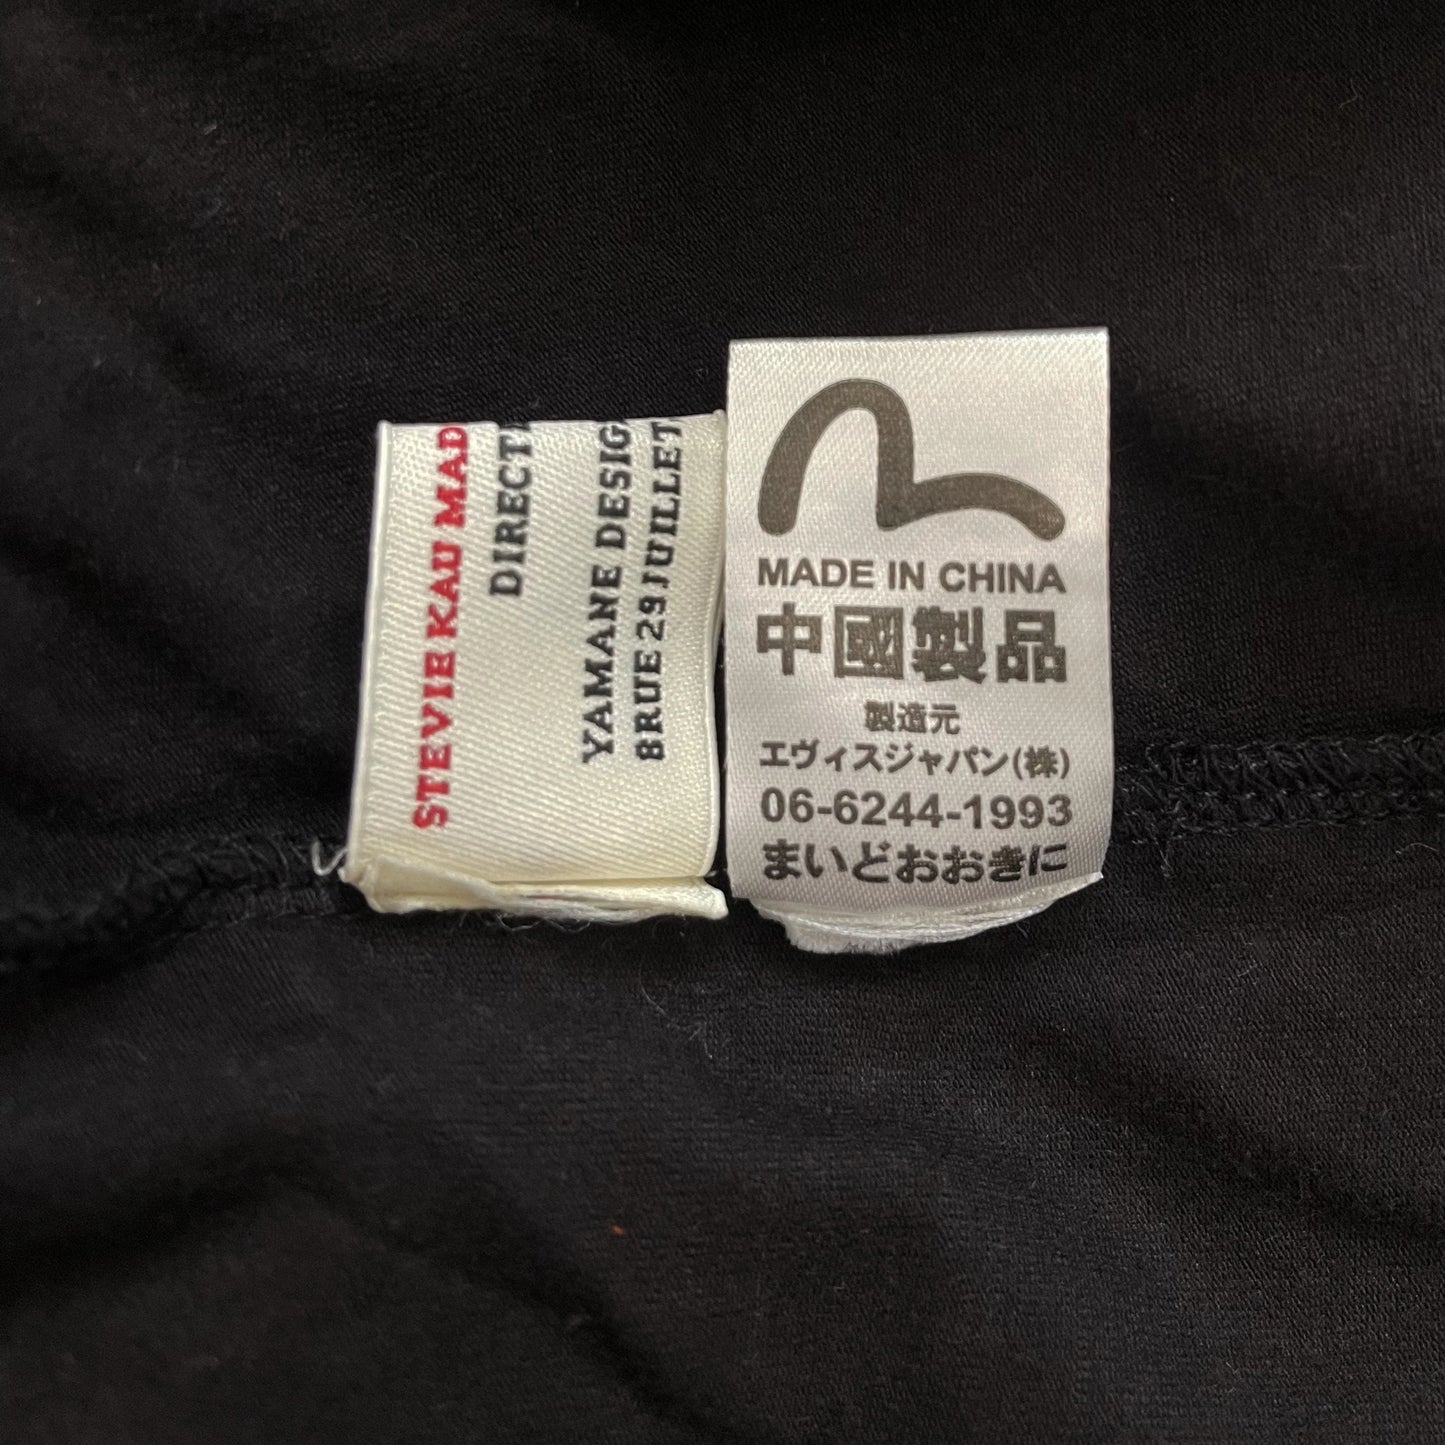 STEVIE KAU MAD
DIRECT
YAMANE DESIG
8RUE 29 JUILLET
MADE IN CHINA
中國製品
製造元
エヴィスジャパン(株)
06-6244-1993
まいどおおきに